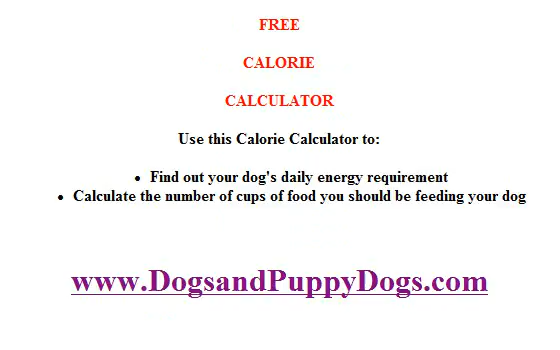 FREE
CALORIE
CALCULATOR
Use this Calorie Calculator to:
• Find out your dog's daily energy requirement
• Calculate the number of cups of food you should be feeding your dog
www.DogsandPuppyDogs.com